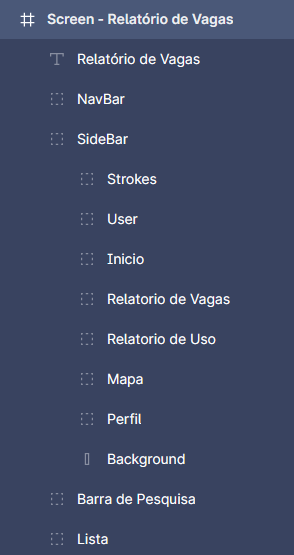 Screen - Relatório de Vagas
Relatório de Vagas
NavBar
SideBar
Strokes
User
Inicio
Relatorio de Vagas
Relatorio de Uso
Mapa
Perfil
Background
Barra de Pesquisa
Lista